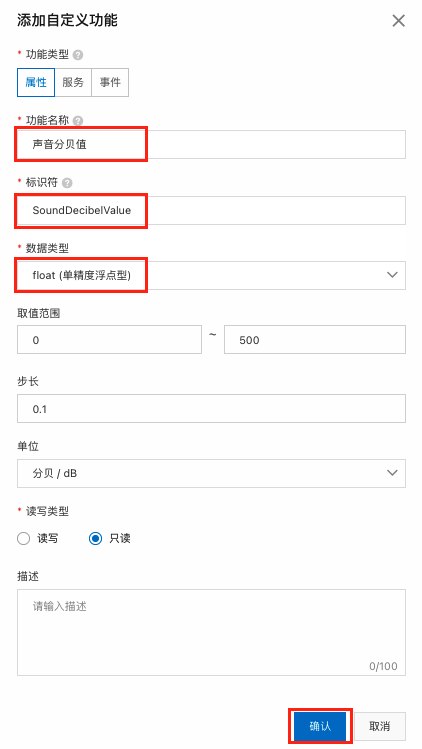 添加自定义功能
* 功能类型 ?
属性 服务 事件
* 功能名称 ?
声音分贝值
* 标识符 ?
SoundDecibelValue
* 数据类型
float (单精度浮点型)
取值范围
0 ~ 500
步长
0.1
单位
分贝 / dB
* 读写类型
读写 只读
描述
请输入描述
0/100
确认 取消